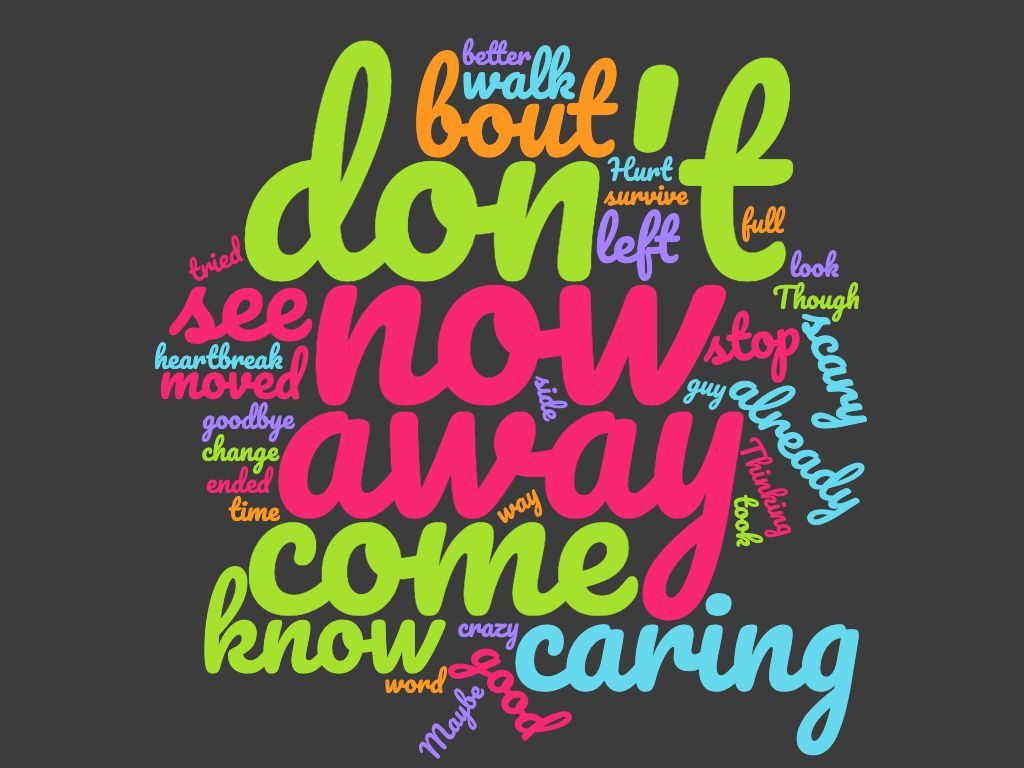 better
walk
bout
don't
Hurt
survive
left
full
tried
look
Though
see
now
stop
scary
heartbreak
moved
side
guy
already
goodbye
away
change
Thinking
ended
time
way
took
come
know
crazy
caring
good
word
Maybe